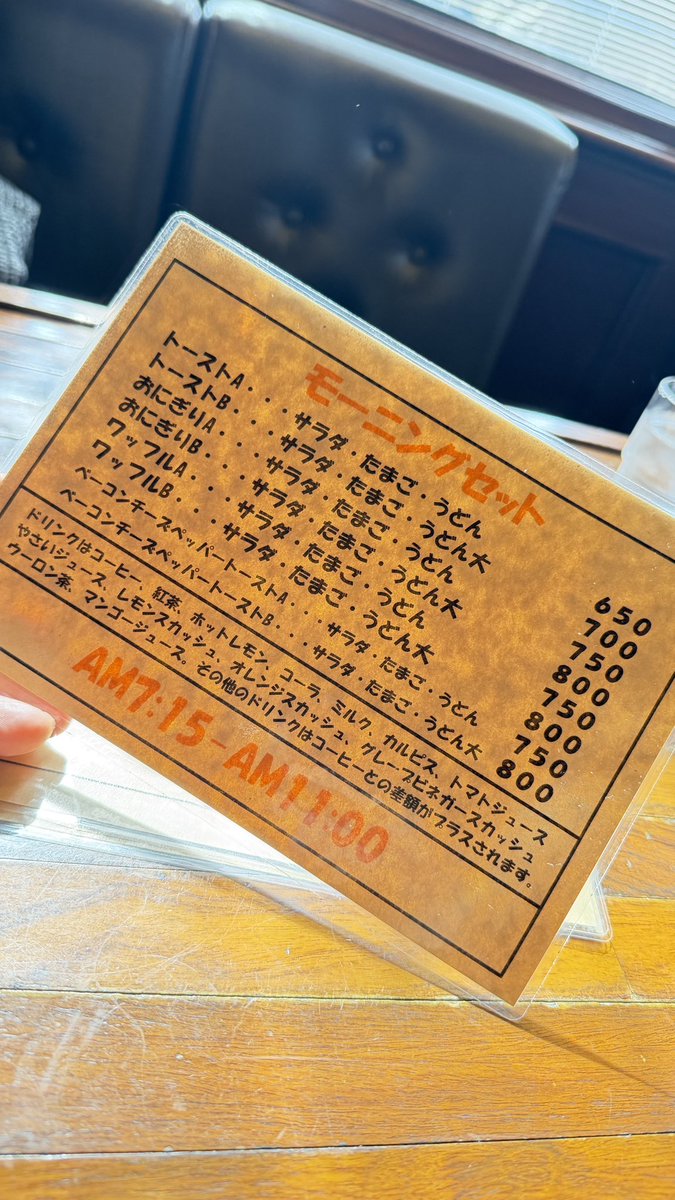 モーニングセット
トーストA・・・サラダ・たまご・うどん 650
トーストB・・・サラダ・たまご・うどん大 700
おにぎりA・・・サラダ・たまご・うどん 750
おにぎりB・・・サラダ・たまご・うどん大 800
ワッフルA・・・サラダ・たまご・うどん 750
ワッフルB・・・サラダ・たまご・うどん大 800
ベーコンチーズペッパートーストA・・・サラダ・たまご・うどん 750
ベーコンチーズペッパートーストB・・・サラダ・たまご・うどん大 800
ドリンクはコーヒー、紅茶、ホットレモン、コーラ、ミルク、カルピス、トマトジュース
やさいジュース、レモンスカッシュ、オレンジスカッシュ、グレープビネガースカッシュ
ウーロン茶、マンゴージュース。その他のドリンクはコーヒーとの差額がプラスされます。
AM7:15-AM11:00